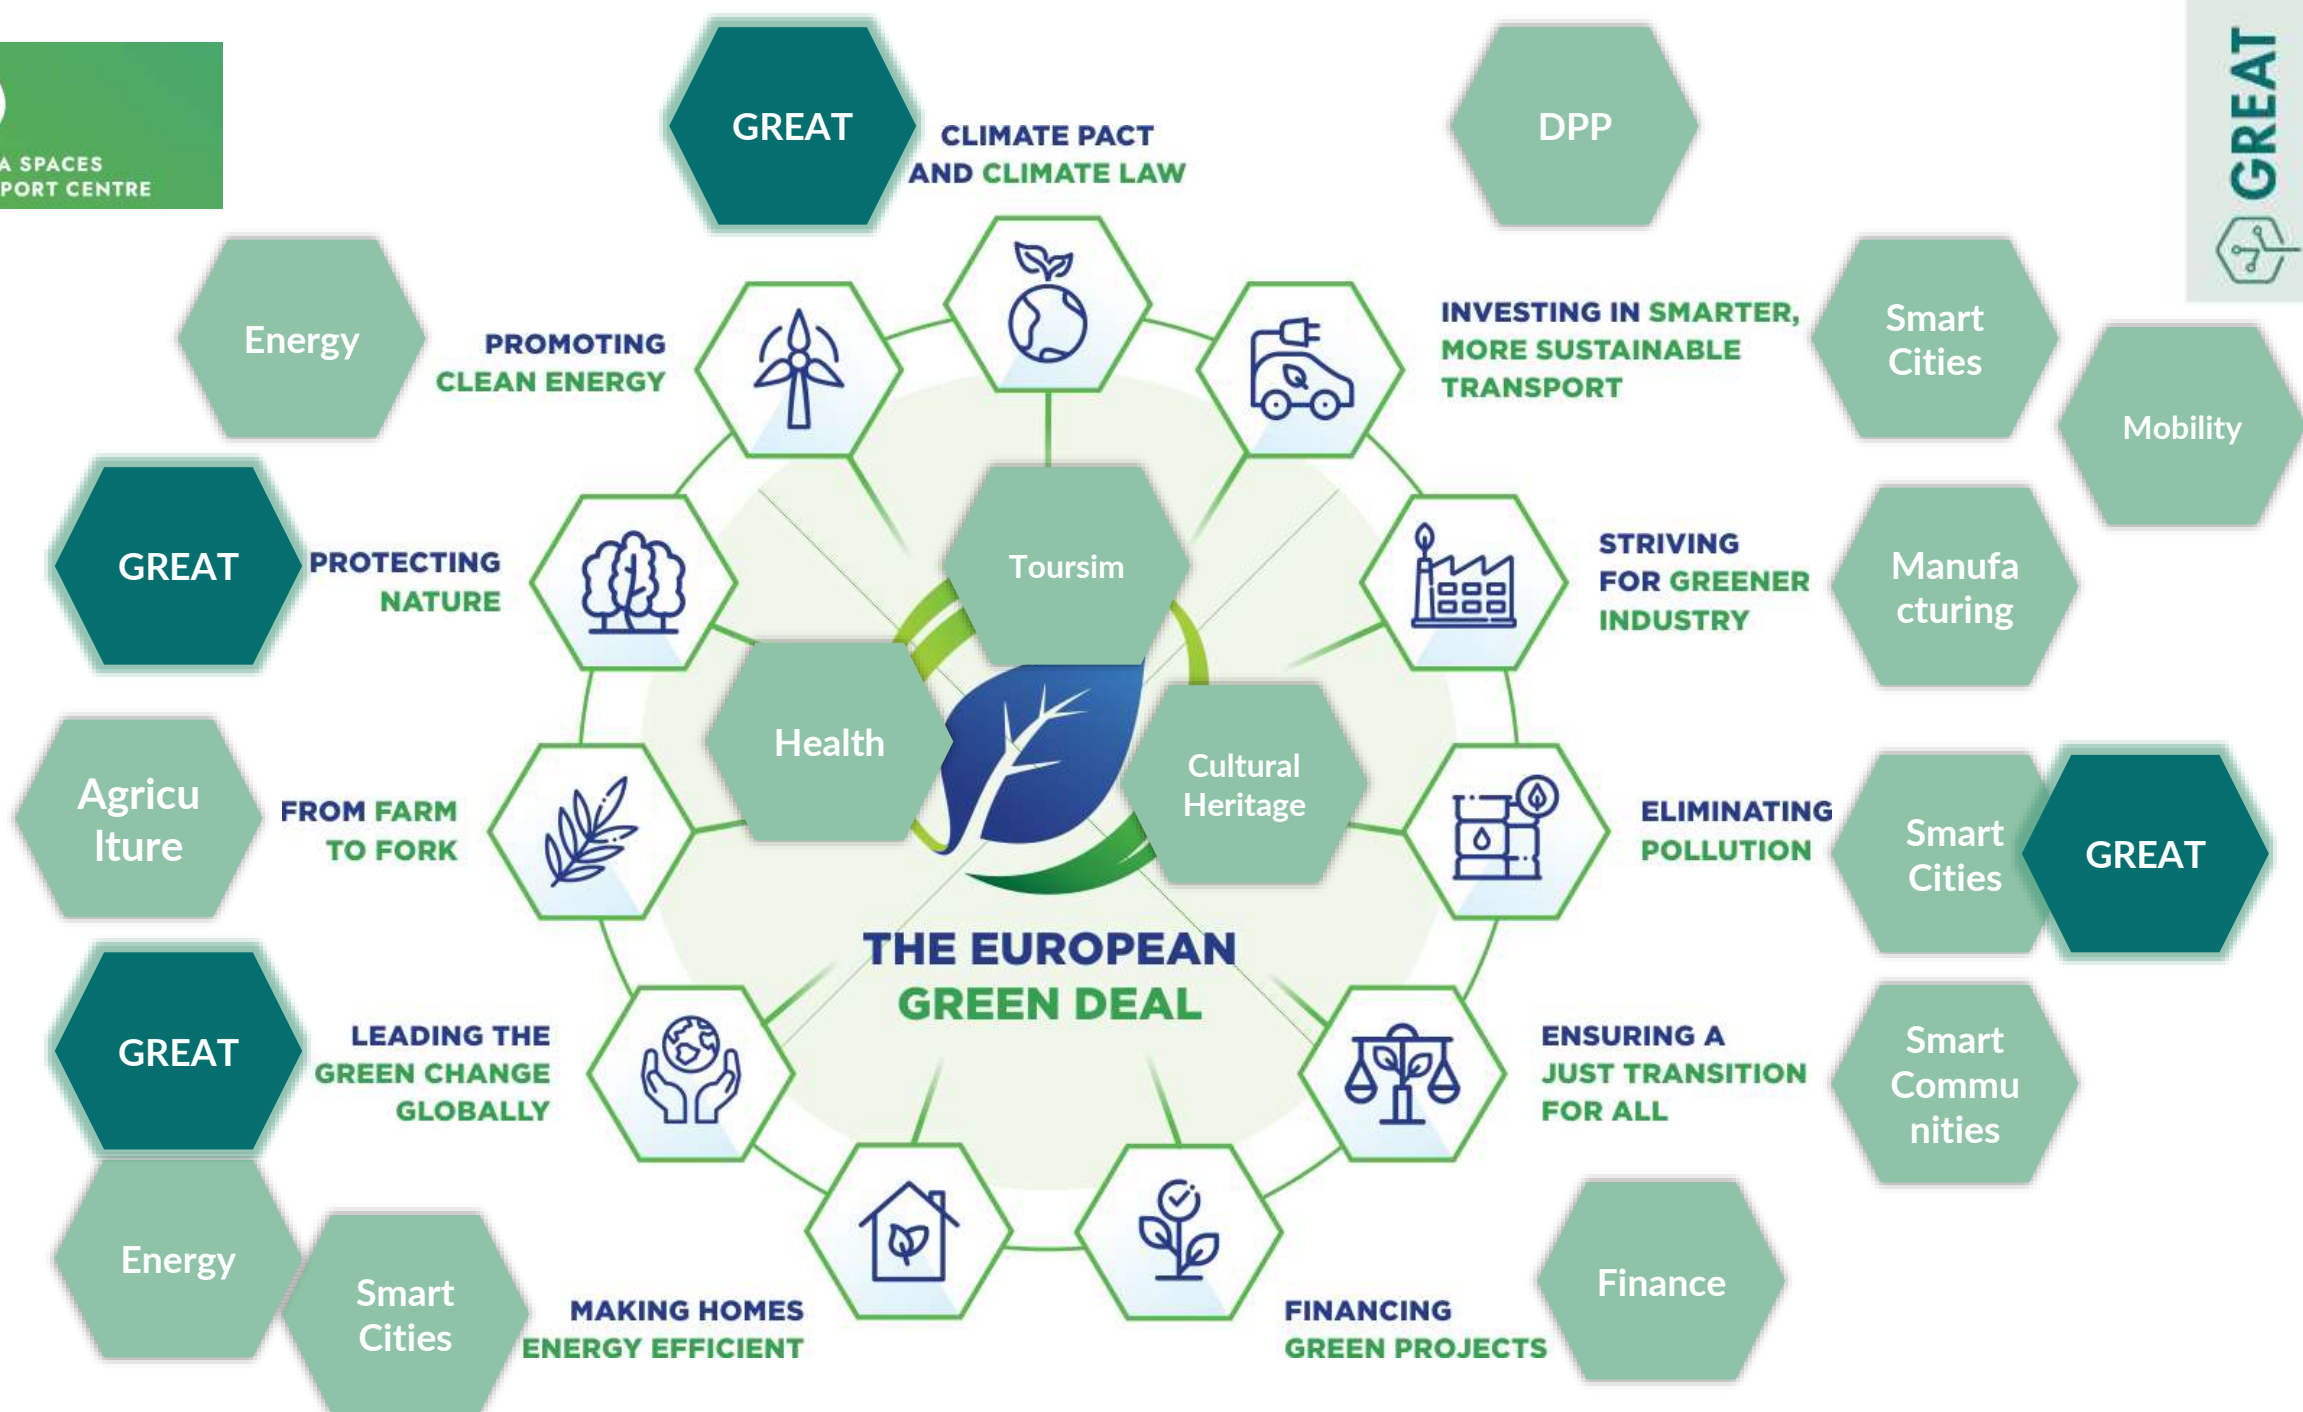 A SPACES
PORT CENTRE
GREAT
CLIMATE PACT
AND CLIMATE LAW
DPP
GREAT
Energy
PROMOTING
CLEAN ENERGY
INVESTING IN SMARTER,
MORE SUSTAINABLE
TRANSPORT
Smart
Cities
Mobility
GREAT
PROTECTING
NATURE
Toursim
STRIVING
FOR GREENER
INDUSTRY
Manufa
cturing
Health
Cultural
Heritage
Agricu
lture
FROM FARM
TO FORK
ELIMINATING
POLLUTION
Smart
Cities
GREAT
THE EUROPEAN
GREEN DEAL
GREAT
LEADING THE
GREEN CHANGE
GLOBALLY
ENSURING A
JUST TRANSITION
FOR ALL
Smart
Commu
nities
Energy
Smart
Cities
MAKING HOMES
ENERGY EFFICIENT
FINANCING
GREEN PROJECTS
Finance